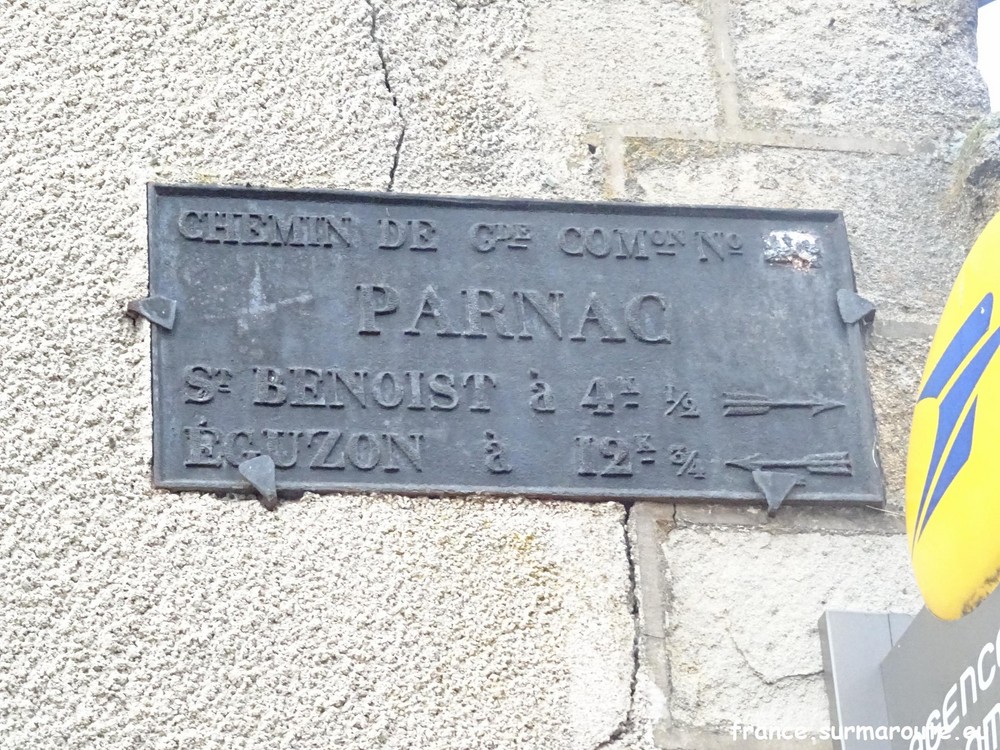 CHEMIN DE GDE COMON NO
PARNAC
ST BENOIST à 4K ½
ÉGUZON à 12K ¾
france.surmaroute.eu